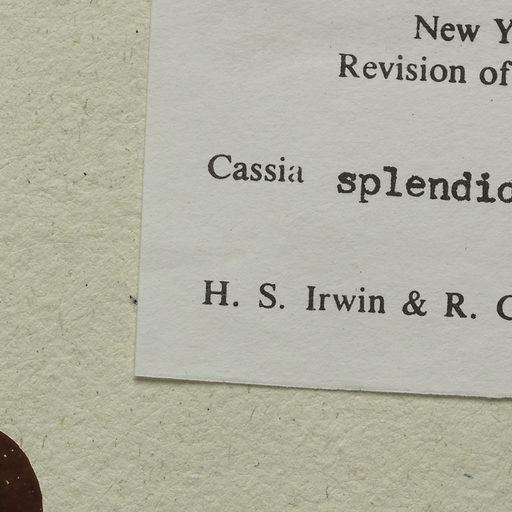 New Y
Revision of
Cassia splendid
H. S. Irwin & R. C